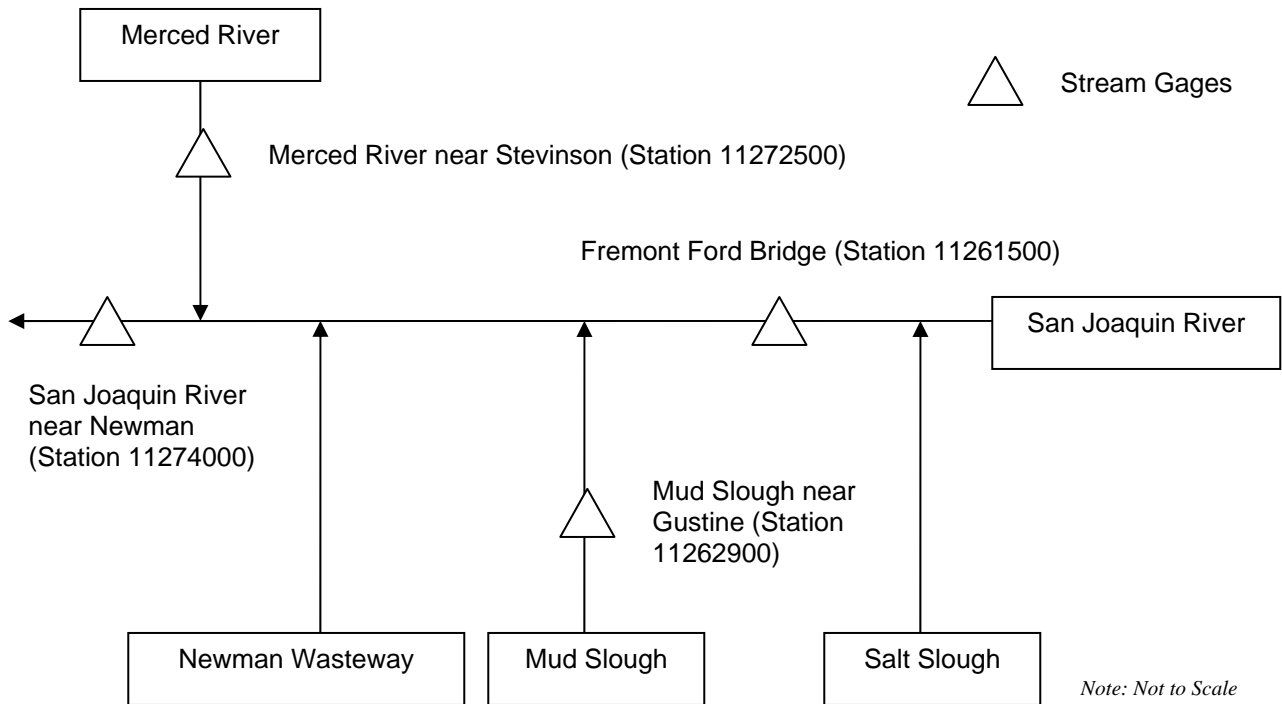 Merced River
Stream Gages
Merced River near Stevinson (Station 11272500)
Fremont Ford Bridge (Station 11261500)
San Joaquin River
San Joaquin River
near Newman
(Station 11274000)
Mud Slough near
Gustine (Station
11262900)
Newman Wasteway
Mud Slough
Salt Slough
Note: Not to Scale